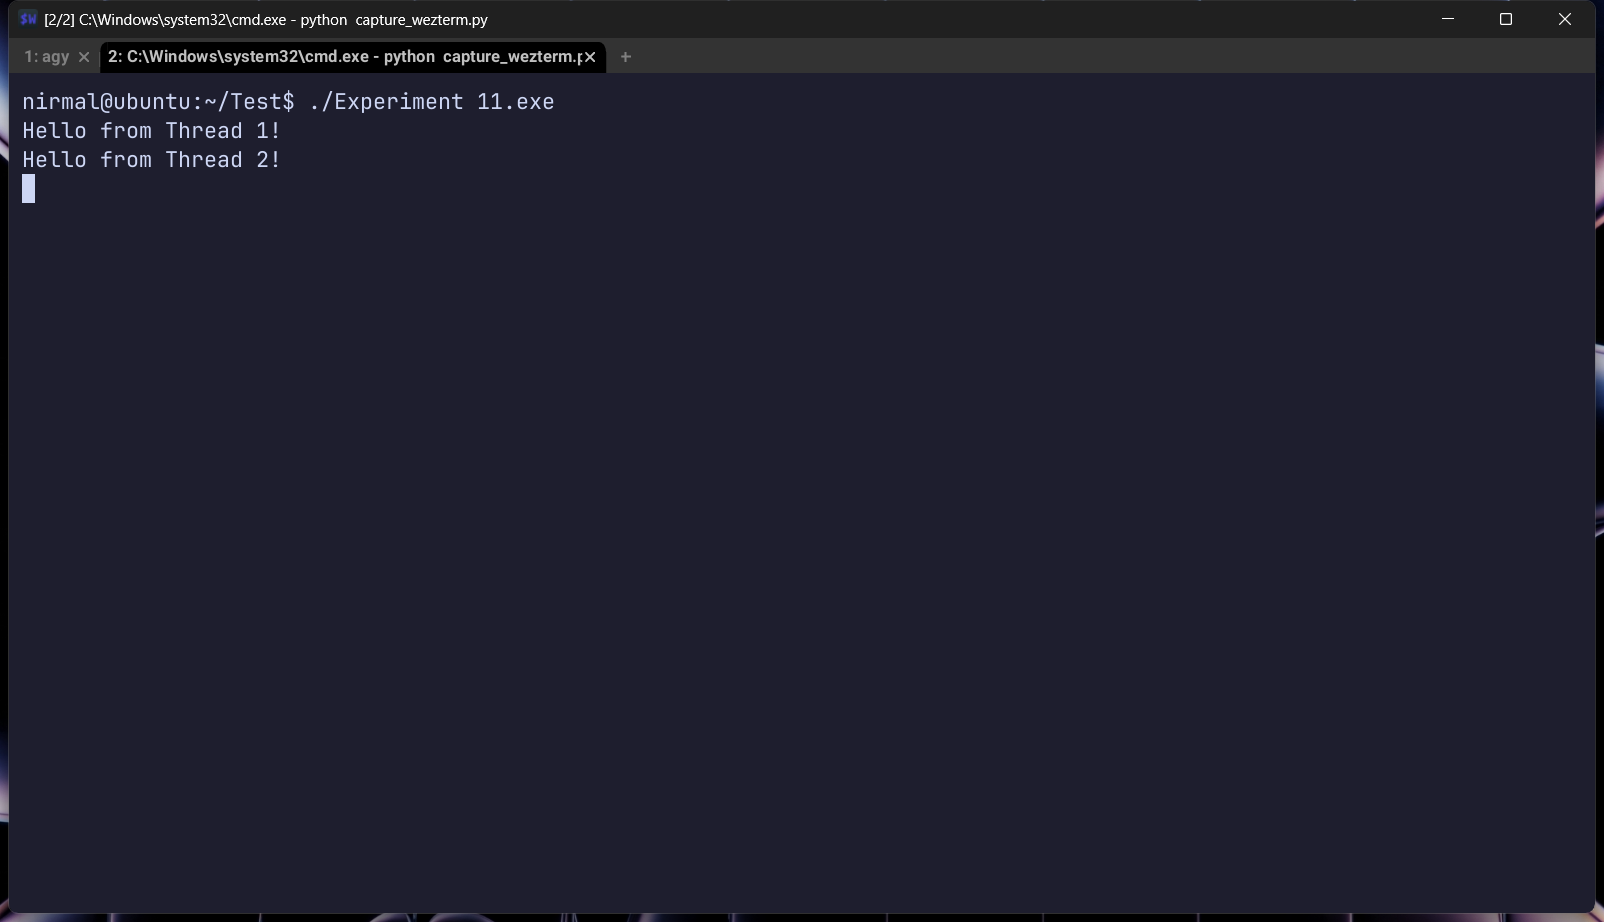 $W [2/2] C:\Windows\system32\cmd.exe - python  capture_wezterm.py
1: agy × 2: C:\Windows\system32\cmd.exe - python  capture_wezterm.p× +
nirmal@ubuntu:~/Test$ ./Experiment 11.exe
Hello from Thread 1!
Hello from Thread 2!